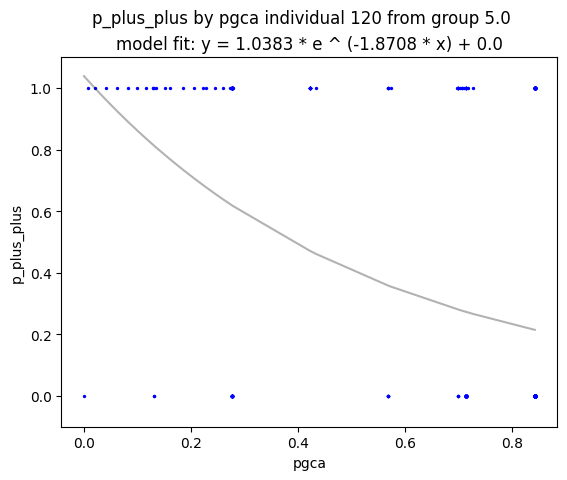 p_plus_plus by pgca individual 120 from group 5.0
model fit: y = 1.0383 * e ^ (-1.8708 * x) + 0.0
1.0
0.8
0.6
0.4
0.2
0.0
p_plus_plus
0.0 0.2 0.4 0.6 0.8
pgca